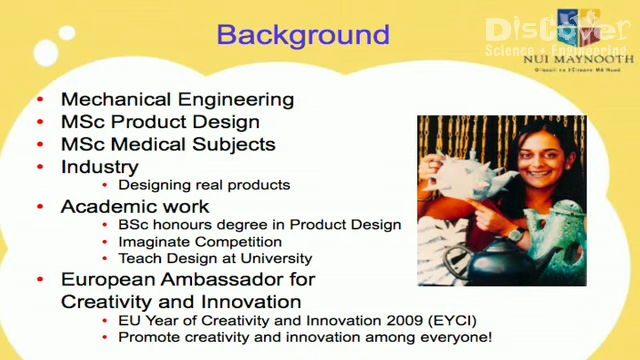 Background
Discover
Science + Engineering
NUI MAYNOOTH
Mechanical Engineering
MSc Product Design
MSc Medical Subjects
Industry
Designing real products
Academic work
BSc honours degree in Product Design
Imaginate Competition
Teach Design at University
European Ambassador for
Creativity and Innovation
EU Year of Creativity and Innovation 2009 (EYCI)
Promote creativity and innovation among everyone!